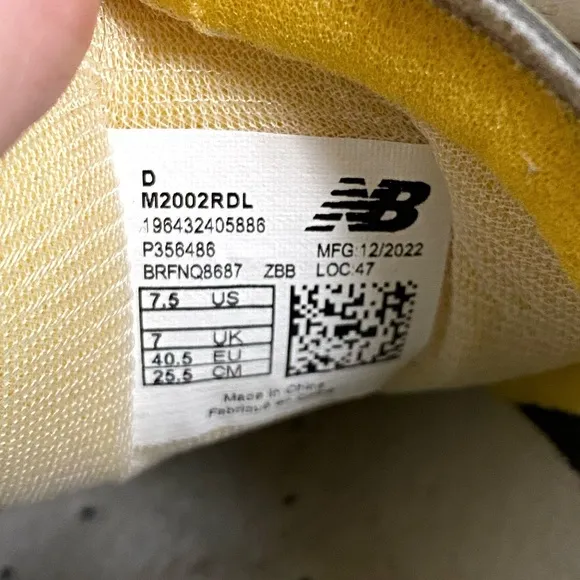 D
M2002RDL
196432405886
P356486
BRFNQ8687 ZBB
NB
MFG:12/2022
LOC:47
7.5 US
7 UK
40.5 EU
25.5 CM
Made in China
Fabriqué en Chine